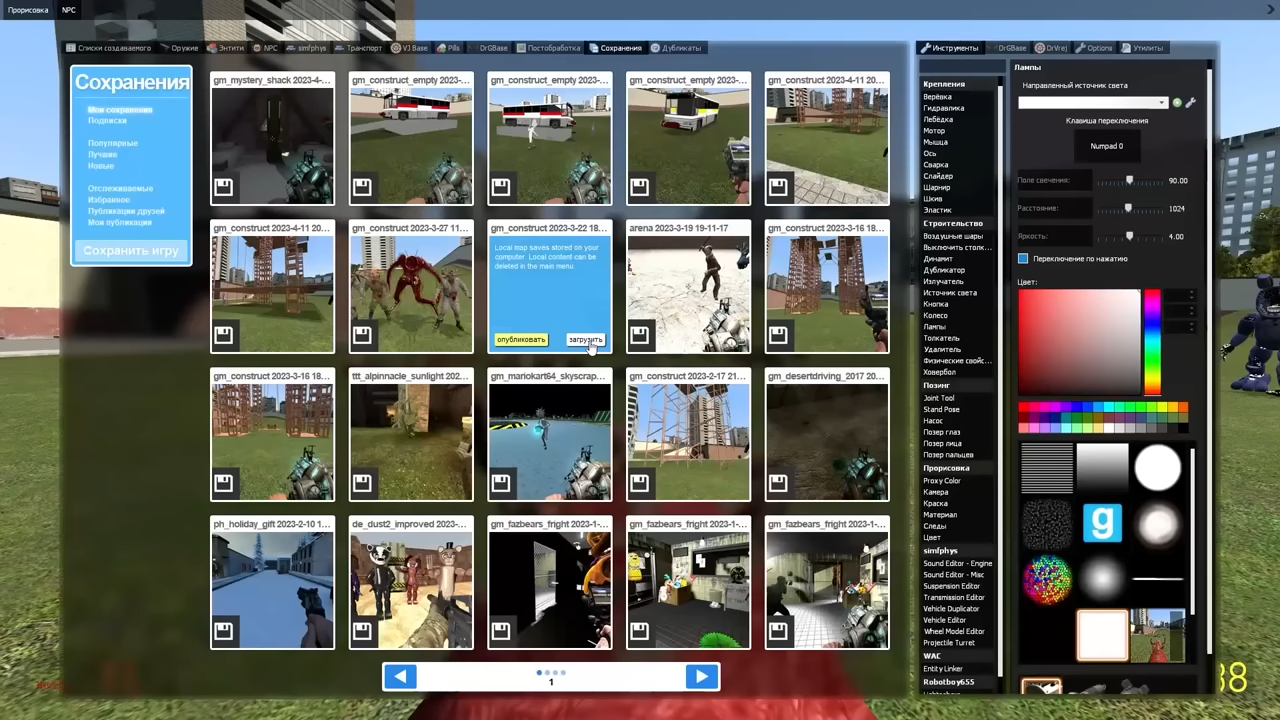 Прорисовка NPC
Списки создаваемого Оружие Энтити NPC simfphys Транспорт VJ Base Pills DrGBase Постобработка Сохранения Дубликаты
Инструменты DrGBase DrVrej Options Утилиты
Сохранения
Мои сохранения
Подписки
Популярные
Лучшие
Новые
Отслеживаемые
Избранное
Публикации друзей
Мои публикации
Сохранить игру
gm_mystery_shack 2023-4-...
gm_construct_empty 2023-...
gm_construct_empty 2023-...
gm_construct_empty 2023-...
gm_construct 2023-4-11 20...
gm_construct 2023-4-11 20...
gm_construct 2023-3-27 11...
gm_construct 2023-3-22 18...
Local map saves stored on your
computer. Local content can be
deleted in the main menu.
опубликовать
загрузить
arena 2023-3-19 19-11-17
gm_construct 2023-3-16 18...
gm_construct 2023-3-16 18...
ttt_alpinnacle_sunlight 202...
gm_mariokart64_skyscrap...
gm_construct 2023-2-17 21...
gm_desertdriving_2017 20...
ph_holiday_gift 2023-2-10 1...
de_dust2_improved 2023-...
gm_fazbears_fright 2023-1-...
gm_fazbears_fright 2023-1-...
gm_fazbears_fright 2023-1-...
1
Крепления
Верёвка
Гидравлика
Лебёдка
Мотор
Мышца
Ось
Сварка
Слайдер
Шарнир
Шкив
Эластик
Строительство
Воздушные шары
Выключить столк...
Динамит
Дубликатор
Излучатель
Источник света
Кнопка
Колесо
Лампы
Толкатель
Удалитель
Физические свойс...
Ховербол
Позинг
Joint Tool
Stand Pose
Насос
Позер глаз
Позер лица
Позер пальцев
Прорисовка
Proxy Color
Камера
Краска
Материал
Следы
Цвет
simfphys
Sound Editor - Engine
Sound Editor - Misc
Suspension Editor
Transmission Editor
Vehicle Duplicator
Vehicle Editor
Wheel Model Editor
Projectile Turret
WAC
Entity Linker
Robotboy655
Лампы
Направленный источник света
Клавиша переключения
Numpad 0
Поле свечения: 90.00
Расстояние: 1024
Яркость: 4.00
Переключение по нажатию
Цвет:
g